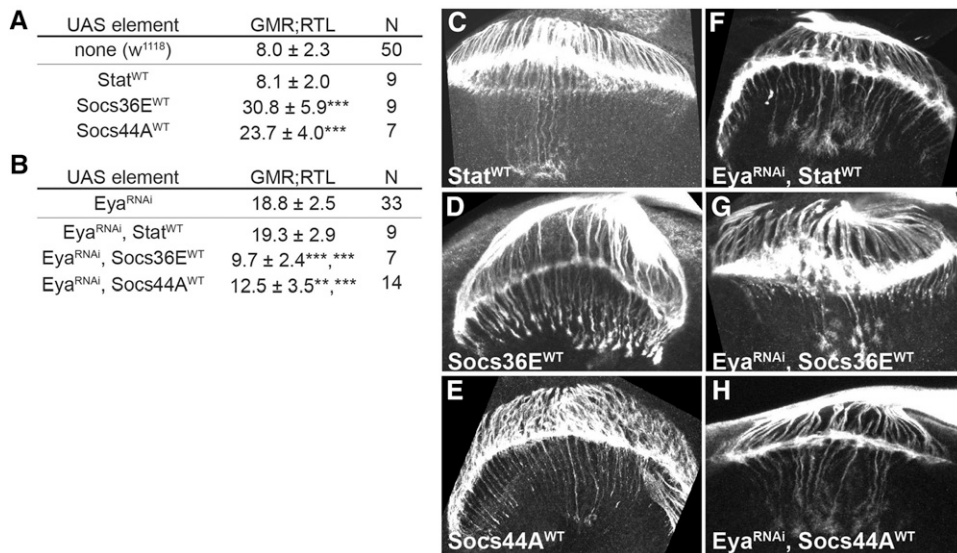 A
UAS element GMR;RTL N
none (w1118) 8.0 ± 2.3 50
StatWT 8.1 ± 2.0 9
Socs36EWT 30.8 ± 5.9*** 9
Socs44AWT 23.7 ± 4.0*** 7
B
UAS element GMR;RTL N
EyaRNAi 18.8 ± 2.5 33
EyaRNAi, StatWT 19.3 ± 2.9 9
EyaRNAi, Socs36EWT 9.7 ± 2.4***,*** 7
EyaRNAi, Socs44AWT 12.5 ± 3.5**,*** 14
C
StatWT
D
Socs36EWT
E
Socs44AWT
F
EyaRNAi, StatWT
G
EyaRNAi, Socs36EWT
H
EyaRNAi, Socs44AWT